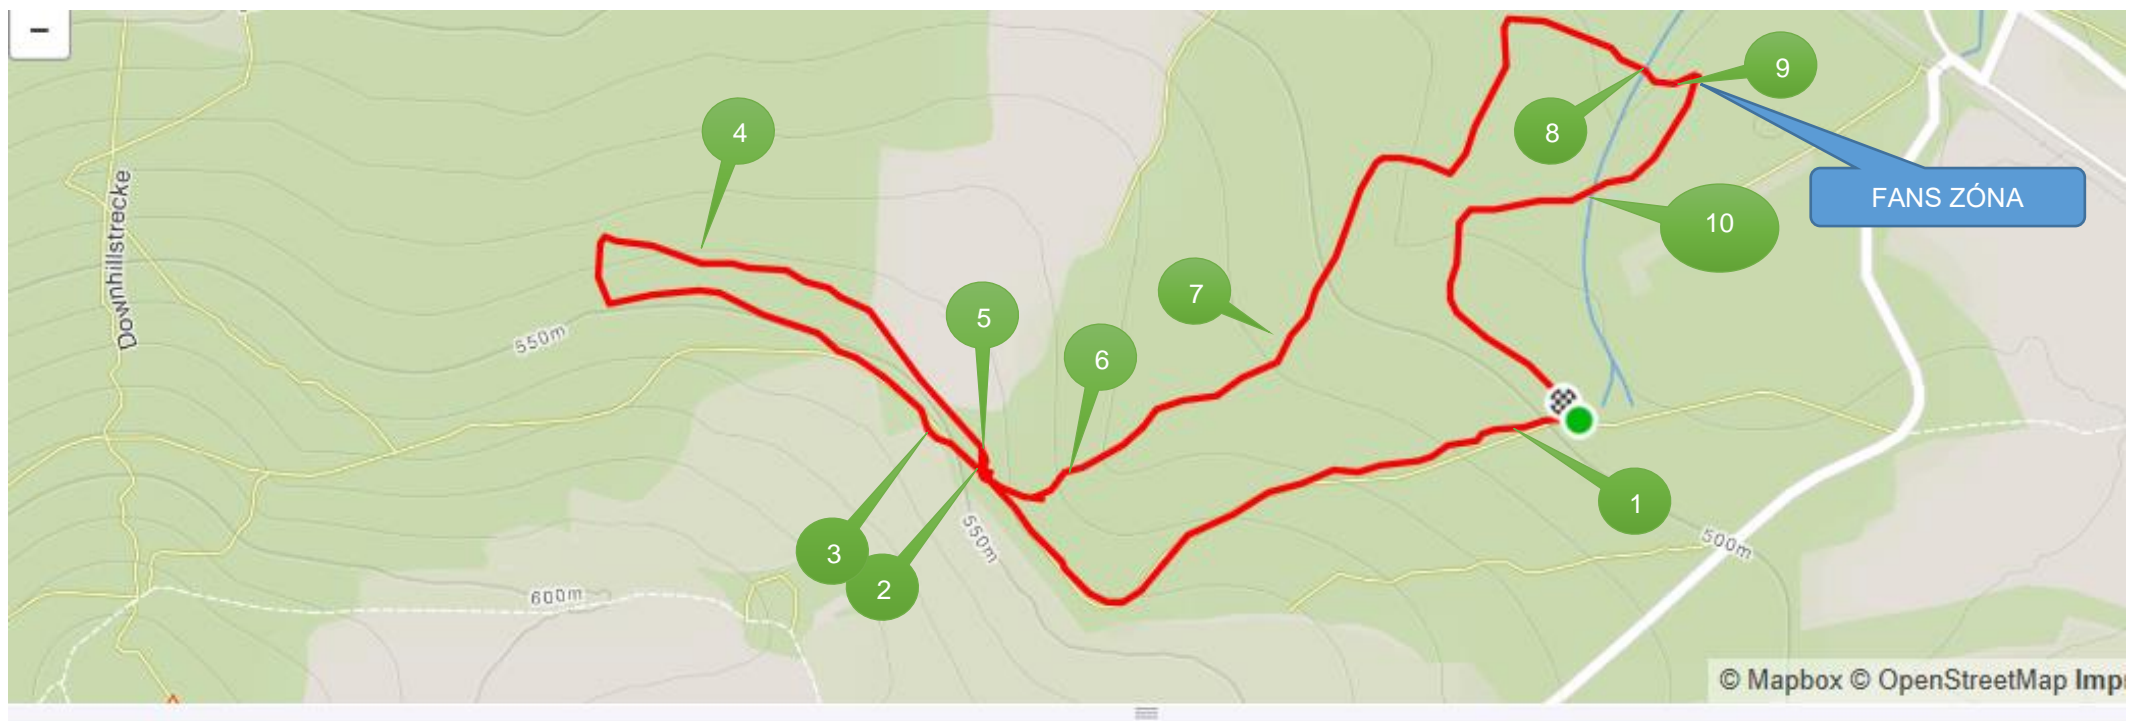 −
9
4
8
Downhillstrecke
FANS ZÓNA
10
7
5
550m
6
1
3
550m
500m
2
600m
© Mapbox © OpenStreetMap Impr